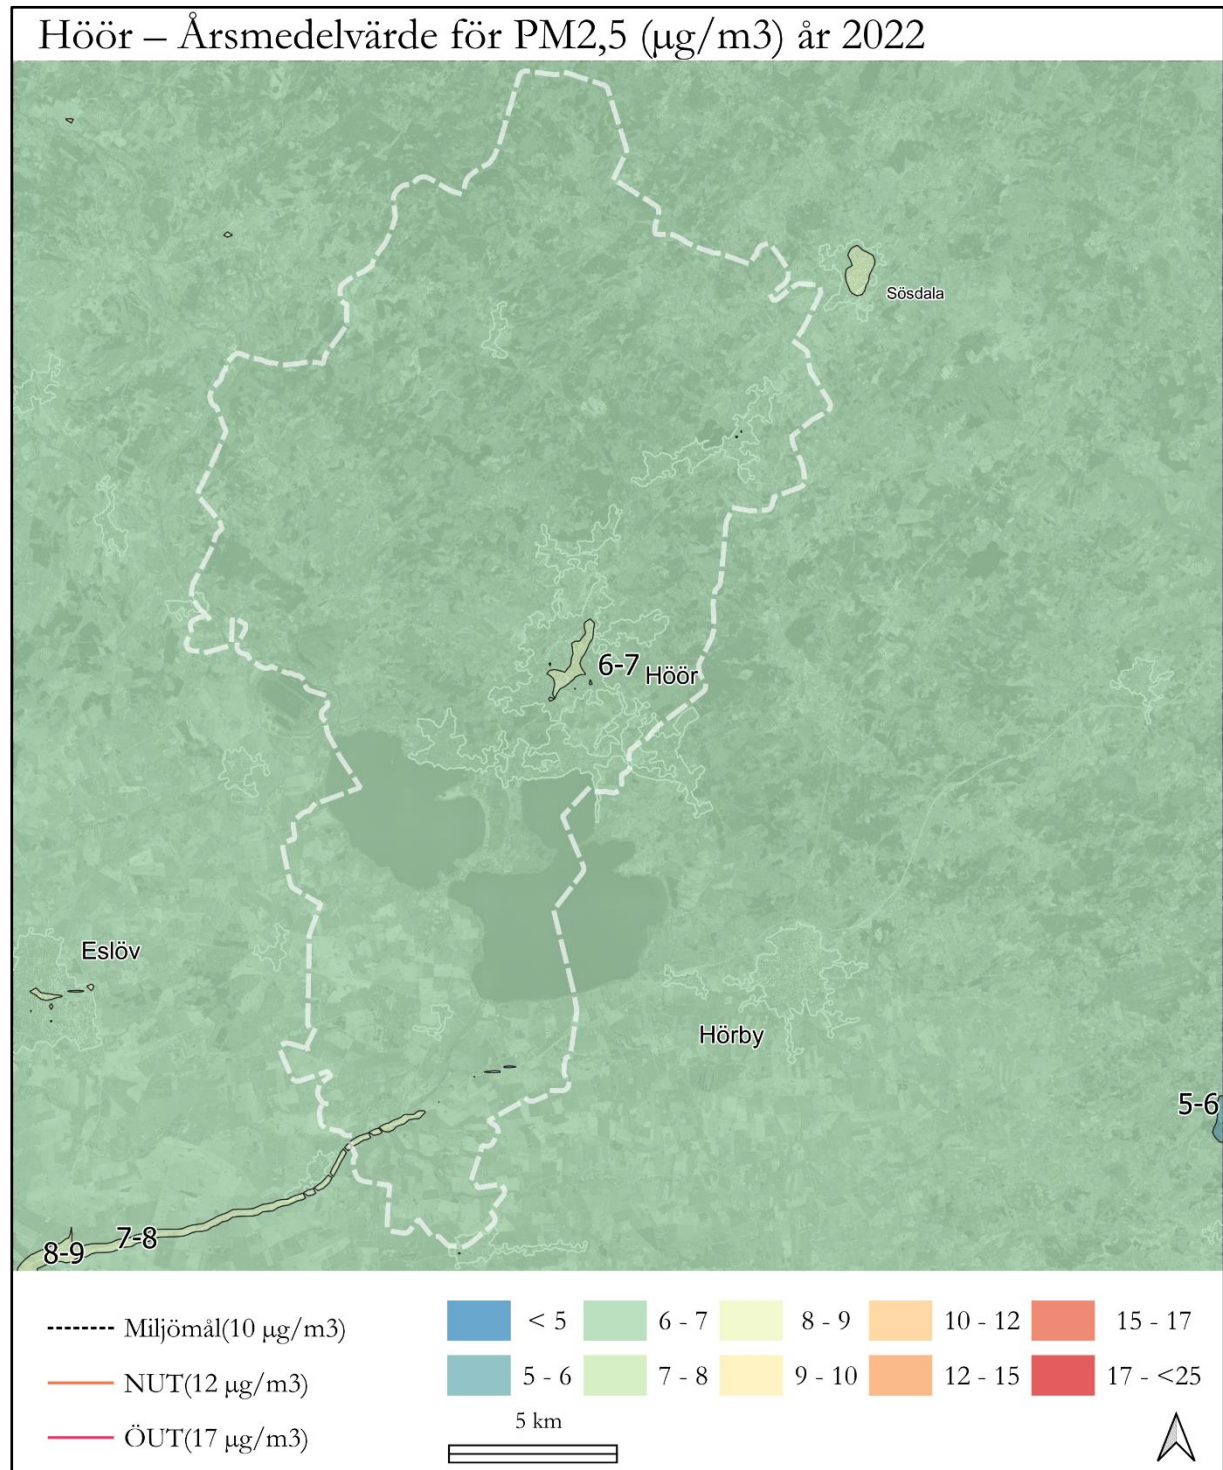 Höör – Årsmedelvärde för PM2,5 (µg/m3) år 2022
Sösdala
6-7 Höör
Eslöv
Hörby
5-6
7-8
8-9
Miljömål(10 µg/m3)
NUT(12 µg/m3)
ÖUT(17 µg/m3)
< 5
6 - 7
8 - 9
10 - 12
15 - 17
5 - 6
7 - 8
9 - 10
12 - 15
17 - <25
5 km